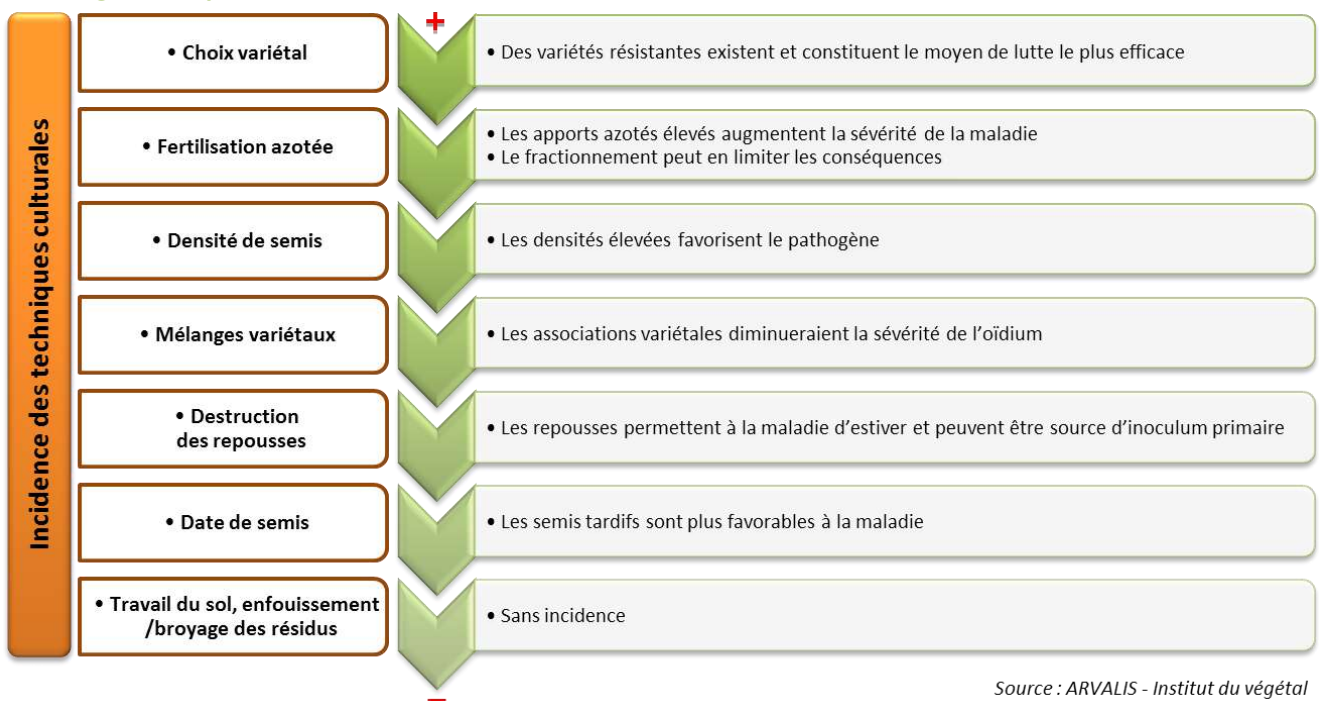 Incidence des techniques culturales
+
• Choix variétal
• Des variétés résistantes existent et constituent le moyen de lutte le plus efficace
• Fertilisation azotée
• Les apports azotés élevés augmentent la sévérité de la maladie
• Le fractionnement peut en limiter les conséquences
• Densité de semis
• Les densités élevées favorisent le pathogène
• Mélanges variétaux
• Les associations variétales diminueraient la sévérité de l'oïdium
• Destruction
des repousses
• Les repousses permettent à la maladie d'estiver et peuvent être source d'inoculum primaire
• Date de semis
• Les semis tardifs sont plus favorables à la maladie
• Travail du sol, enfouissement
/broyage des résidus
• Sans incidence
–
Source : ARVALIS - Institut du végétal